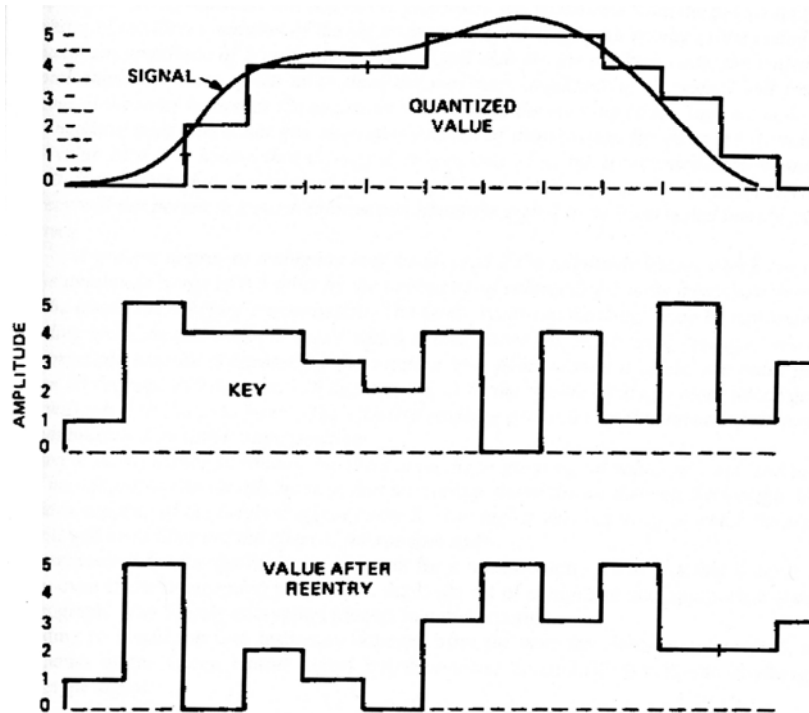 5
4
SIGNAL
3
QUANTIZED
VALUE
2
1
0
AMPLITUDE
5
4
3
KEY
2
1
0
VALUE AFTER
REENTRY
5
4
3
2
1
0